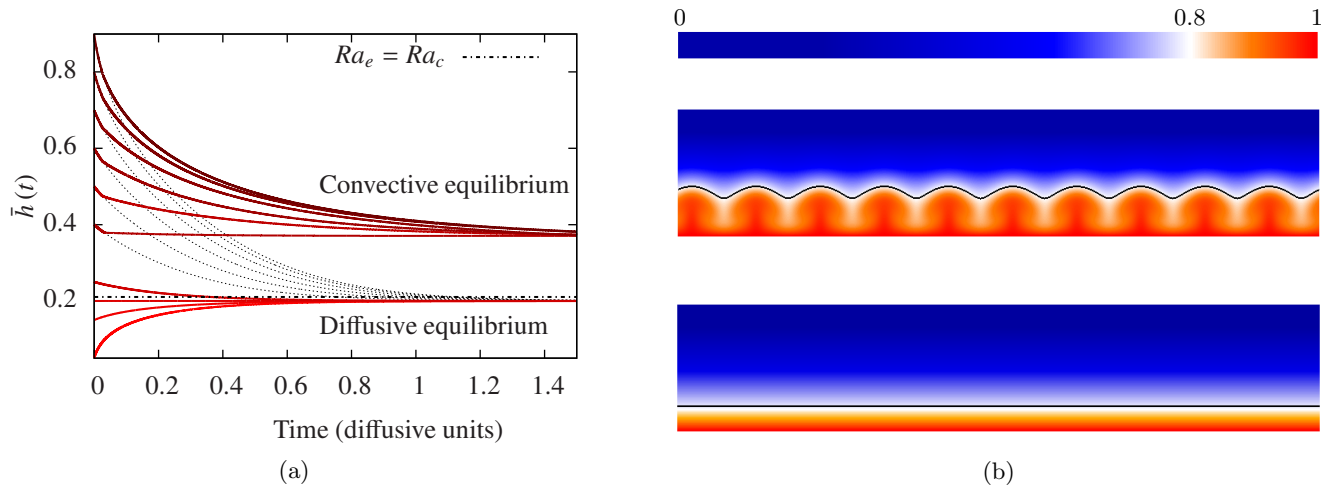 Ra_e = Ra_c
0.8
0.6
0.4
0.2
h̄(t)
Convective equilibrium
Diffusive equilibrium
0 0.2 0.4 0.6 0.8 1 1.2 1.4
Time (diffusive units)
(a)
0 0.8 1
(b)